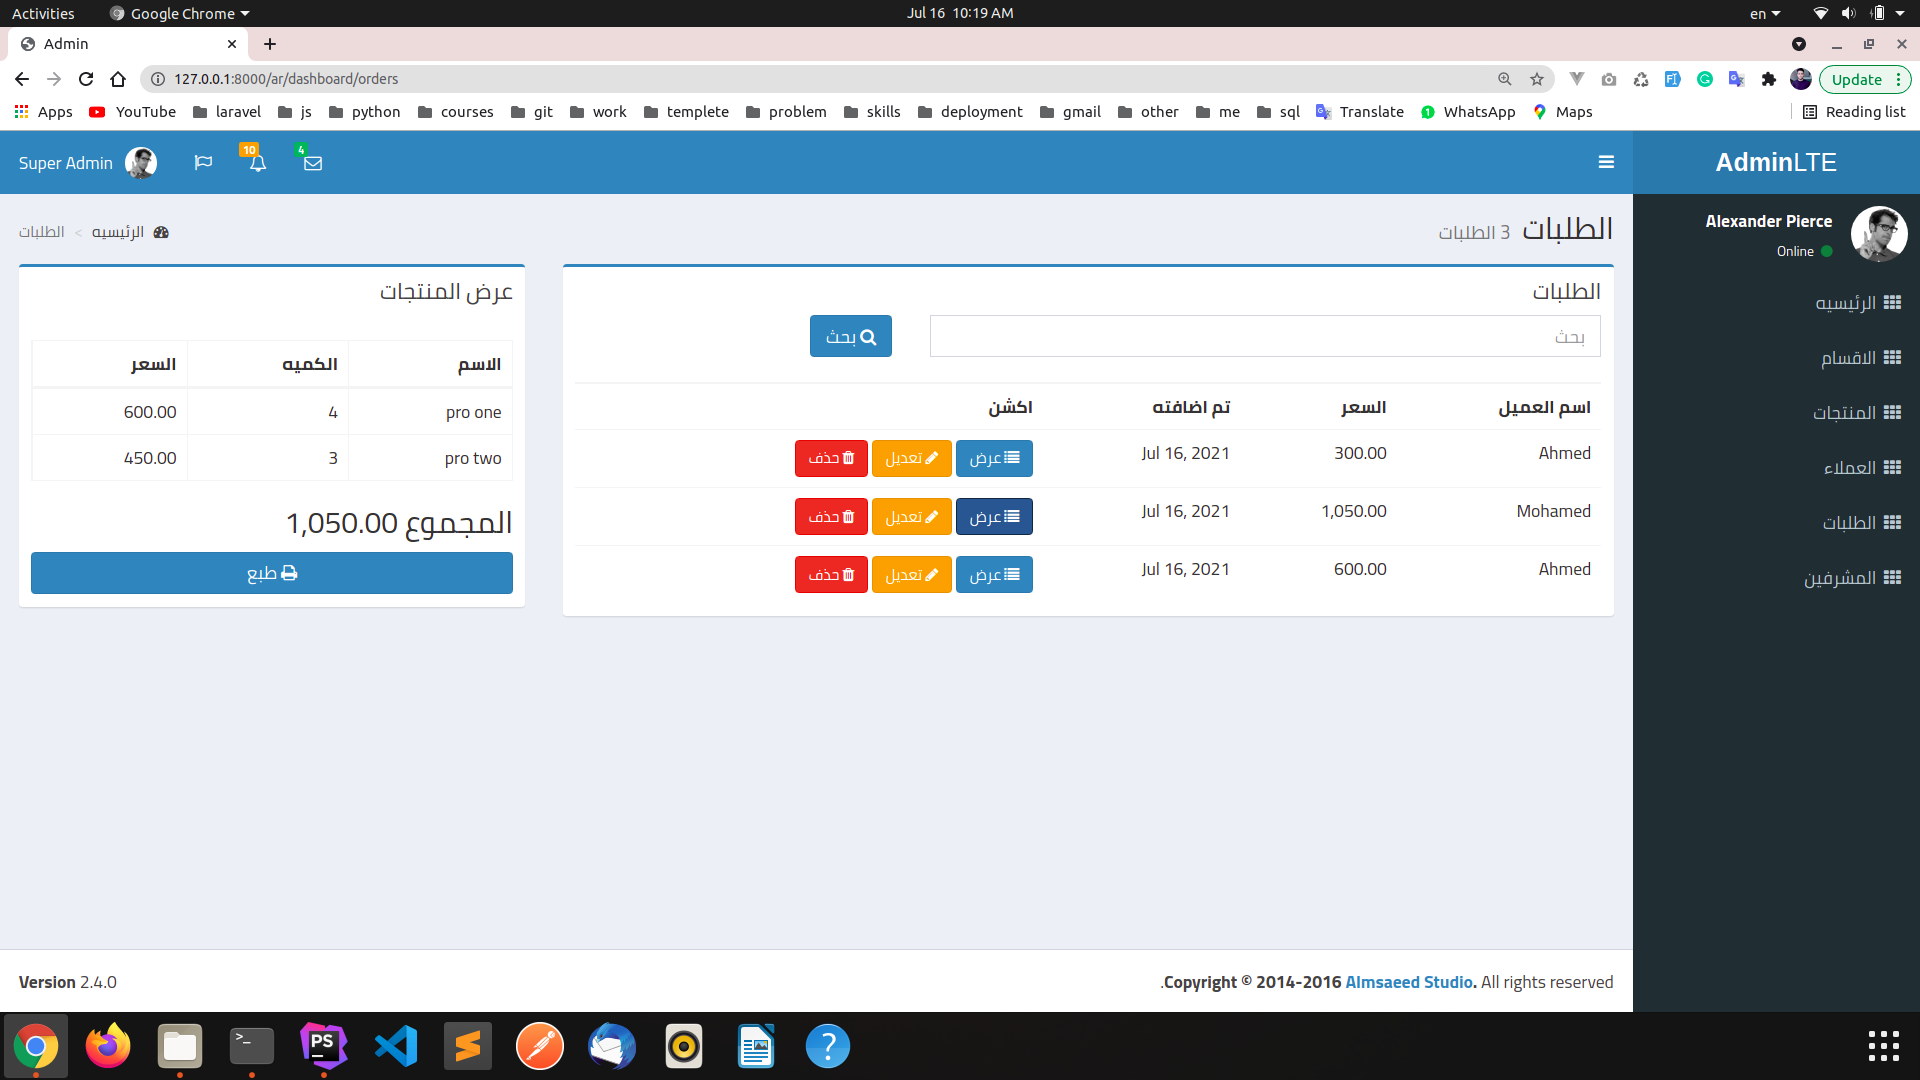 Activities
Google Chrome
Jul 16 10:19 AM
en
Admin
127.0.0.1:8000/ar/dashboard/orders
Update
Apps
YouTube
laravel
js
python
courses
git
work
templete
problem
skills
deployment
gmail
other
me
sql
Translate
WhatsApp
Maps
Reading list
Super Admin
10
4
AdminLTE
Alexander Pierce
Online
الرئيسيه
الاقسام
المنتجات
العملاء
الطلبات
المشرفين
الطلبات 3 الطلبات
الرئيسيه > الطلبات
الطلبات
بحث
بحث
اسم العميل السعر تم اضافته اكشن
Ahmed 300.00 Jul 16, 2021 عرض تعديل حذف
Mohamed 1,050.00 Jul 16, 2021 عرض تعديل حذف
Ahmed 600.00 Jul 16, 2021 عرض تعديل حذف
عرض المنتجات
الاسم الكميه السعر
pro one 4 600.00
pro two 3 450.00
المجموع 1,050.00
طبع
Version 2.4.0
.Copyright © 2014-2016 Almsaeed Studio. All rights reserved
>_
PS
?